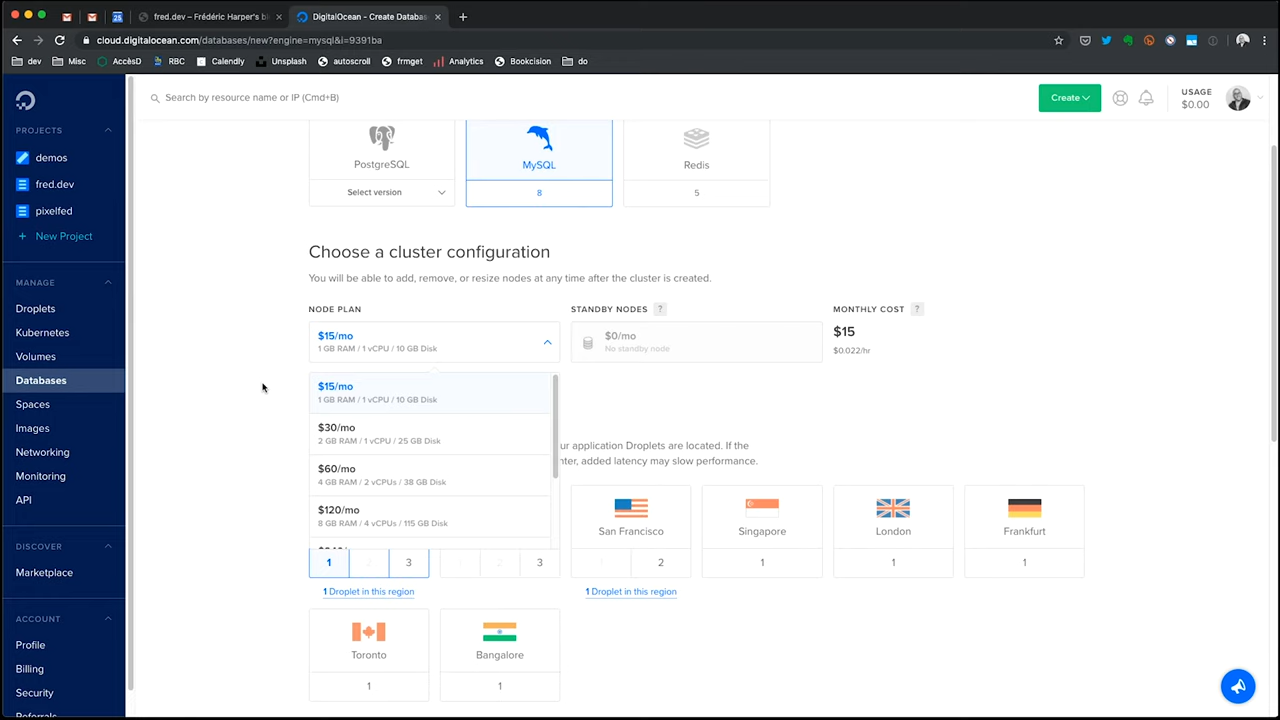 fred.dev – Frédéric Harper's b
DigitalOcean - Create Databas
cloud.digitalocean.com/databases/new?engine=mysql&i=9391ba
dev
Misc
AccèsD
RBC
Calendly
Unsplash
autoscroll
frmget
Analytics
Bookcision
do
Search by resource name or IP (Cmd+B)
Create
USAGE
$0.00
PROJECTS
demos
fred.dev
pixelfed
+ New Project
MANAGE
Droplets
Kubernetes
Volumes
Databases
Spaces
Images
Networking
Monitoring
API
DISCOVER
Marketplace
ACCOUNT
Profile
Billing
Security
Referrals
PostgreSQL
Select version
MySQL
8
Redis
5
Choose a cluster configuration
You will be able to add, remove, or resize nodes at any time after the cluster is created.
NODE PLAN
$15/mo
1 GB RAM / 1 vCPU / 10 GB Disk
STANDBY NODES ?
$0/mo
No standby node
MONTHLY COST ?
$15
$0.022/hr
$15/mo
1 GB RAM / 1 vCPU / 10 GB Disk
$30/mo
2 GB RAM / 1 vCPU / 25 GB Disk
$60/mo
4 GB RAM / 2 vCPUs / 38 GB Disk
$120/mo
8 GB RAM / 4 vCPUs / 115 GB Disk
ur application Droplets are located. If the
nter, added latency may slow performance.
1 2 3
1 2 3
San Francisco
1 2
Singapore
1
London
1
Frankfurt
1
1 Droplet in this region
1 Droplet in this region
Toronto
1
Bangalore
1